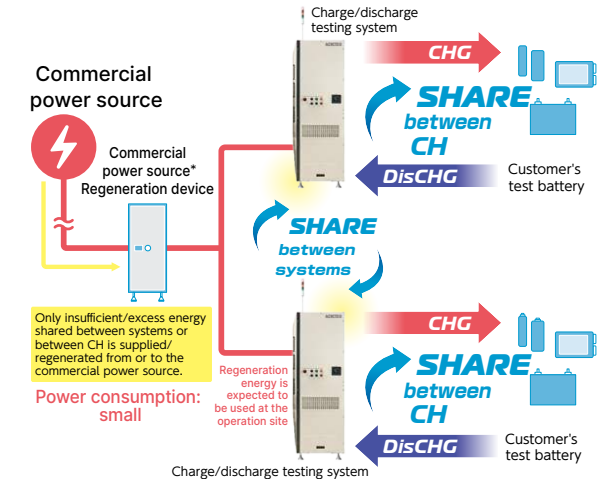 Charge/discharge
testing system
CHG
Commercial
power source
SHARE
between
CH
Commercial
power source*
Regeneration device
DisCHG
Customer's
test battery
SHARE
between
systems
Only insufficient/excess energy
shared between systems or
between CH is supplied/
regenerated from or to the
commercial power source.
Power consumption:
small
Regeneration
energy is
expected to
be used at the
operation site
CHG
SHARE
between
CH
DisCHG
Customer's
test battery
Charge/discharge testing system